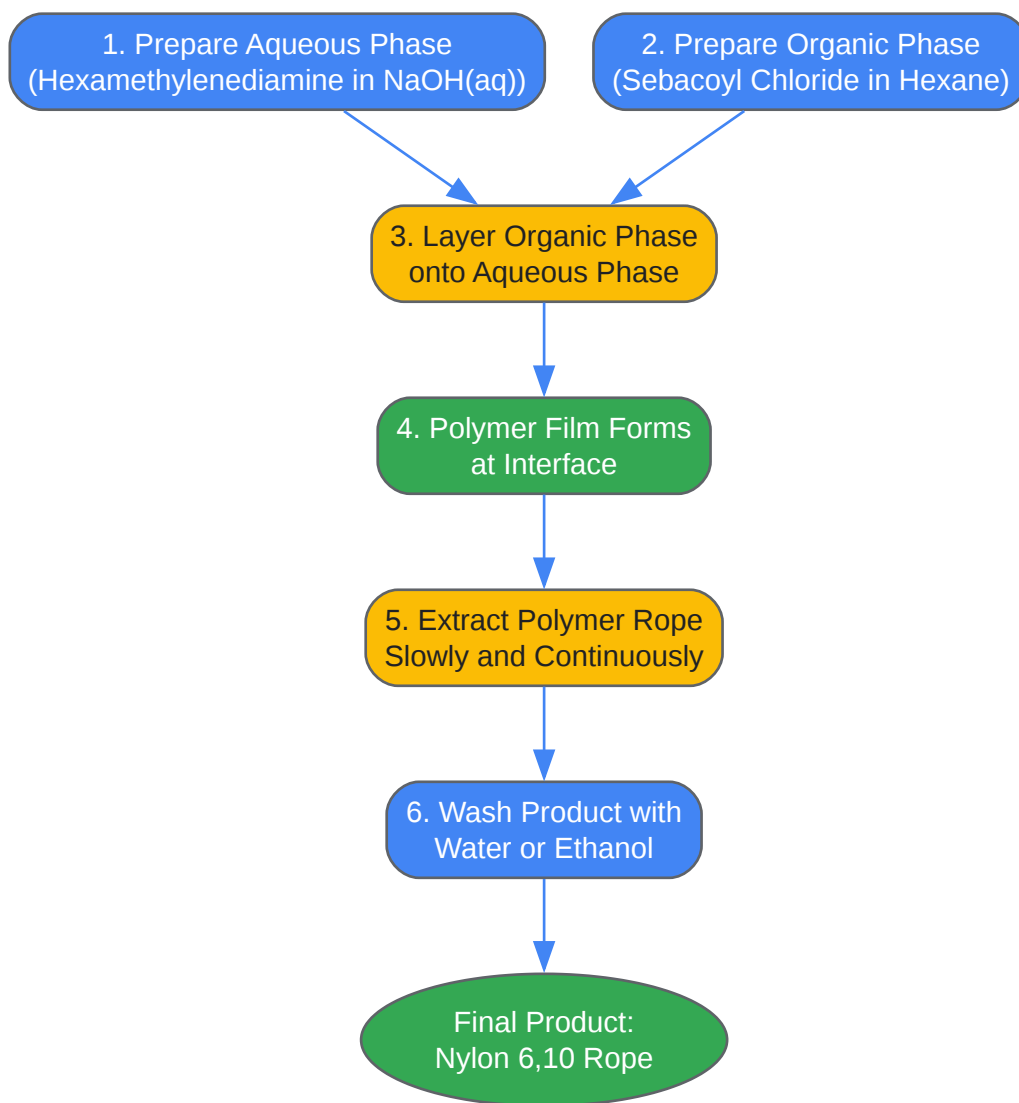 1. Prepare Aqueous Phase
(Hexamethylenediamine in NaOH(aq))
2. Prepare Organic Phase
(Sebacoyl Chloride in Hexane)
3. Layer Organic Phase
onto Aqueous Phase
4. Polymer Film Forms
at Interface
5. Extract Polymer Rope
Slowly and Continuously
6. Wash Product with
Water or Ethanol
Final Product:
Nylon 6,10 Rope